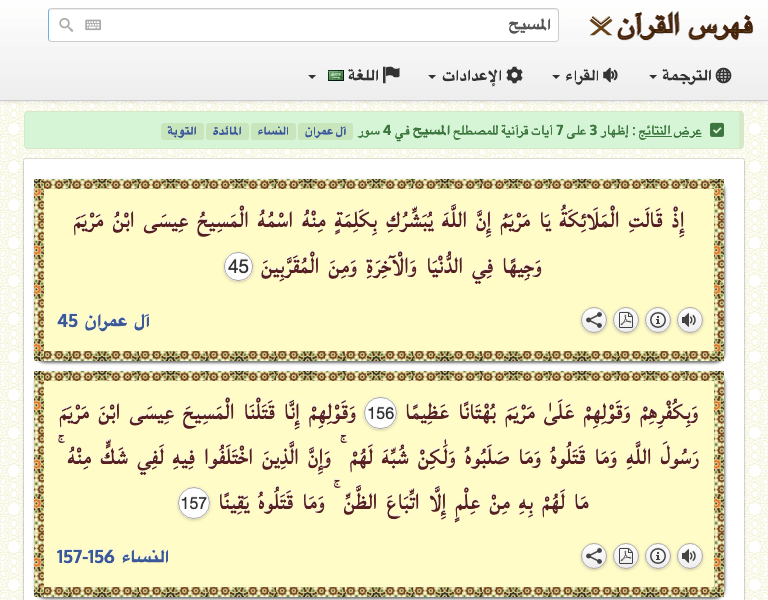 فهرس القرآن
المسيح
الترجمة
القراء
الإعدادات
اللغة
عرض النتائج : إظهار 3 على 7 آيات قرآنية للمصطلح المسيح في 4 سور آل عمران النساء المائدة التوبة
إِذْ قَالَتِ الْمَلَائِكَةُ يَا مَرْيَمُ إِنَّ اللَّهَ يُبَشِّرُكِ بِكَلِمَةٍ مِنْهُ اسْمُهُ الْمَسِيحُ عِيسَى ابْنُ مَرْيَمَ
وَجِيهًا فِي الدُّنْيَا وَالْآخِرَةِ وَمِنَ الْمُقَرَّبِينَ 45
آل عمران 45
وَبِكُفْرِهِمْ وَقَوْلِهِمْ عَلَىٰ مَرْيَمَ بُهْتَانًا عَظِيمًا 156 وَقَوْلِهِمْ إِنَّا قَتَلْنَا الْمَسِيحَ عِيسَى ابْنَ مَرْيَمَ
رَسُولَ اللَّهِ وَمَا قَتَلُوهُ وَمَا صَلَبُوهُ وَلَٰكِنْ شُبِّهَ لَهُمْ ۚ وَإِنَّ الَّذِينَ اخْتَلَفُوا فِيهِ لَفِي شَكٍّ مِنْهُ ۚ
مَا لَهُمْ بِهِ مِنْ عِلْمٍ إِلَّا اتِّبَاعَ الظَّنِّ ۚ وَمَا قَتَلُوهُ يَقِينًا 157
النساء 156-157